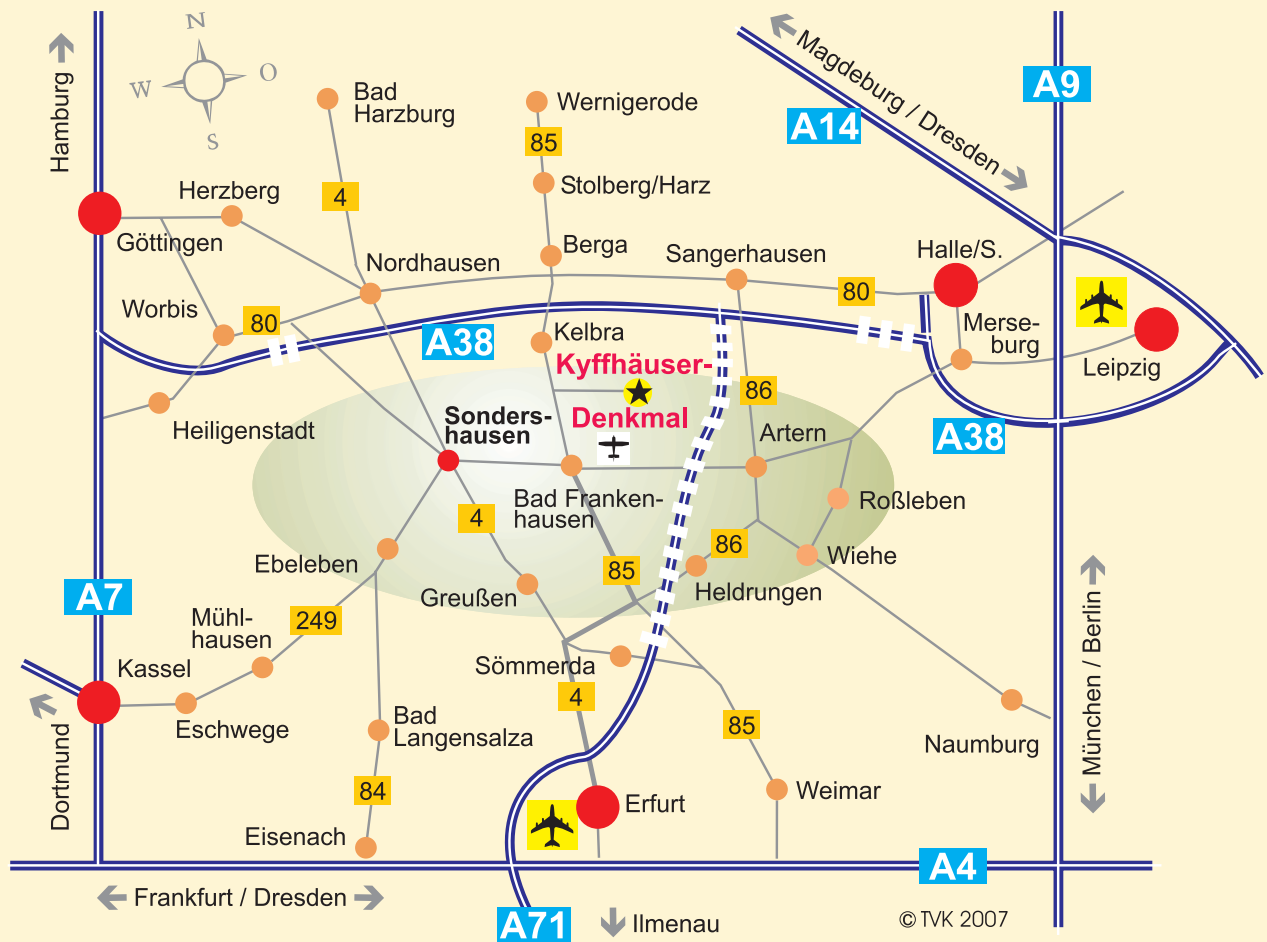 N
W
O
S
Hamburg
A9
Magdeburg / Dresden
A14
Bad
Harzburg
Wernigerode
85
4
Stolberg/Harz
Herzberg
Göttingen
Berga
Nordhausen
Sangerhausen
Halle/S.
80
Worbis
80
A38
Kelbra
Merse-
burg
Leipzig
Kyffhäuser-
Denkmal
86
Heiligenstadt
Sonders-
hausen
Artern
A38
Bad Franken-
hausen
Roßleben
4
86
Wiehe
Ebeleben
85
Heldrungen
Greußen
A7
Mühl-
hausen
249
Kassel
Sömmerda
4
Eschwege
Bad
Langensalza
85
Naumburg
München / Berlin
Dortmund
84
Weimar
Erfurt
Eisenach
A4
Frankfurt / Dresden
A71
Ilmenau
© TVK 2007